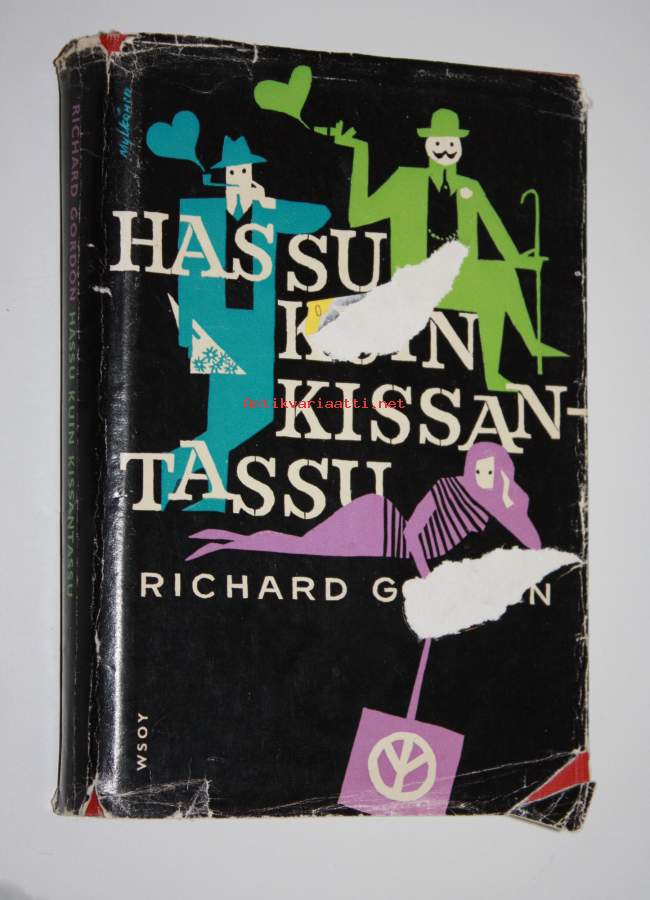 RICHARD GORDON HASSU KUIN KISSANTASSU
HASSU
KUIN
KISSAN-
TASSU
antikvariaatti.net
RICHARD
WSOY